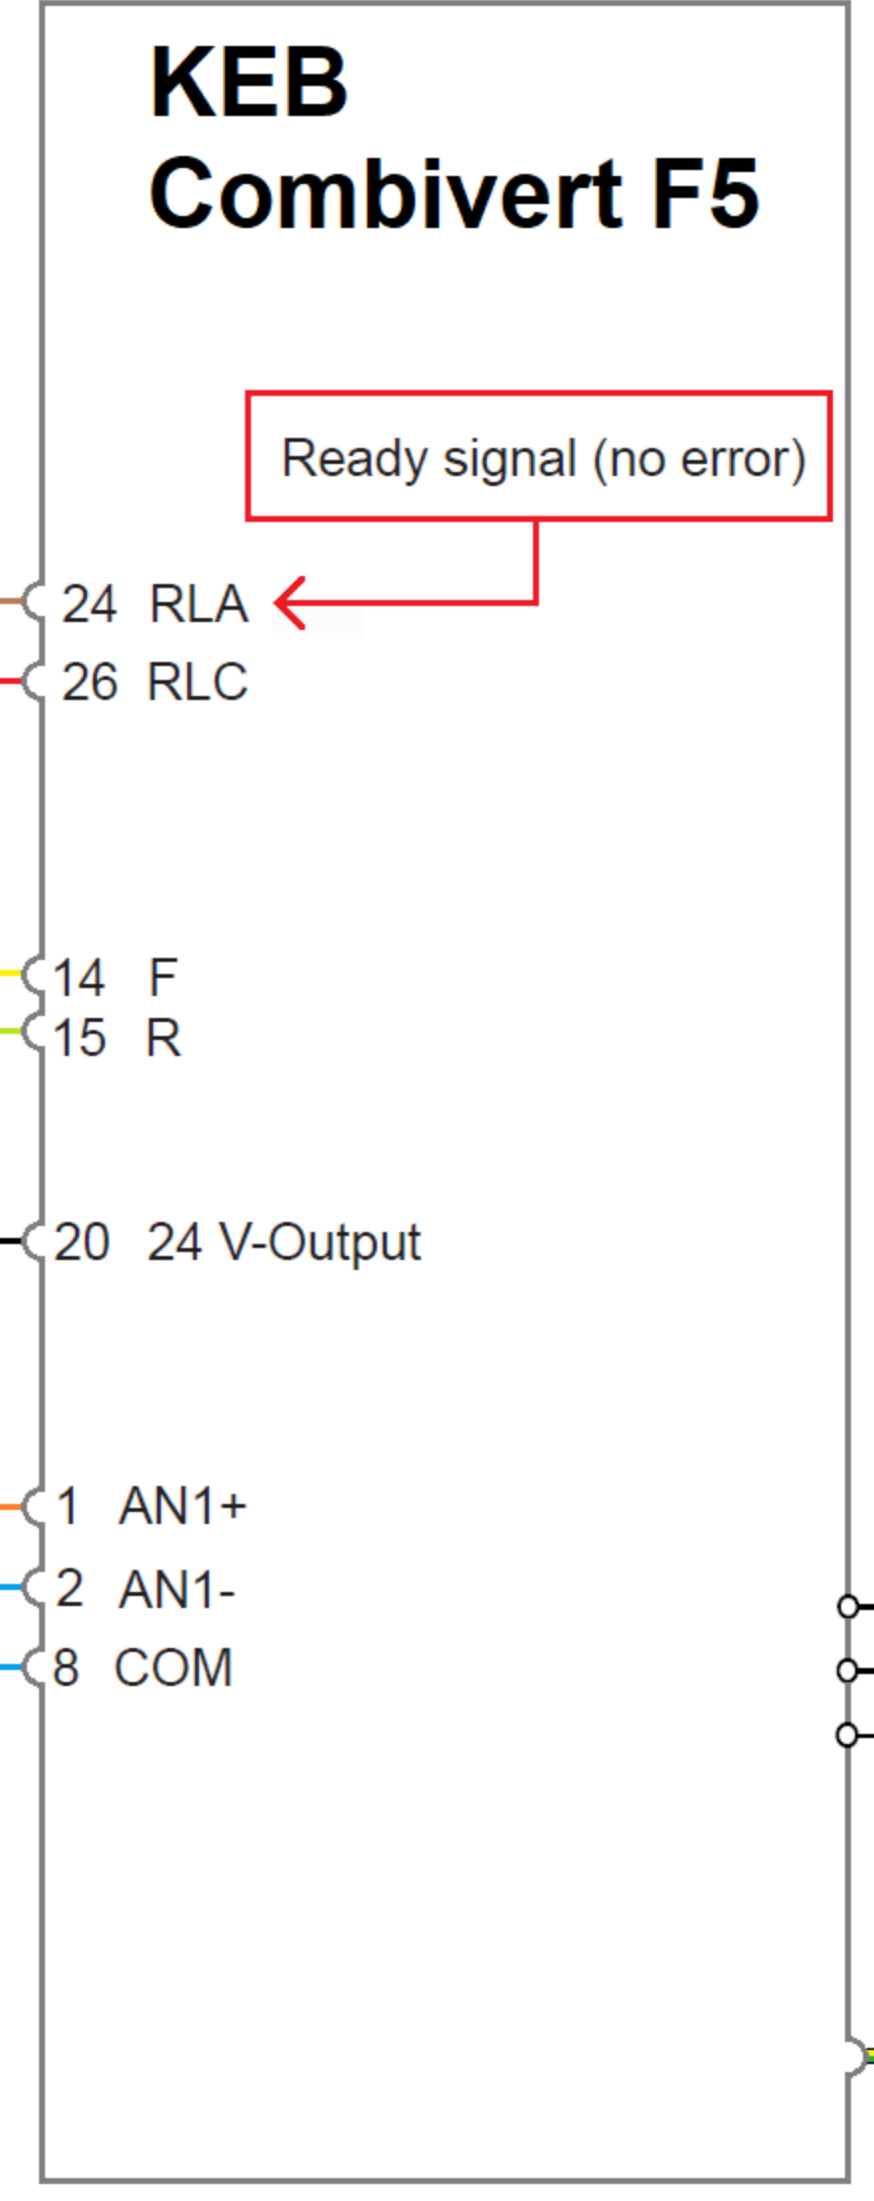 KEB
Combivert F5
Ready signal (no error)
24 RLA
26 RLC
14 F
15 R
20 24 V-Output
1 AN1+
2 AN1-
8 COM